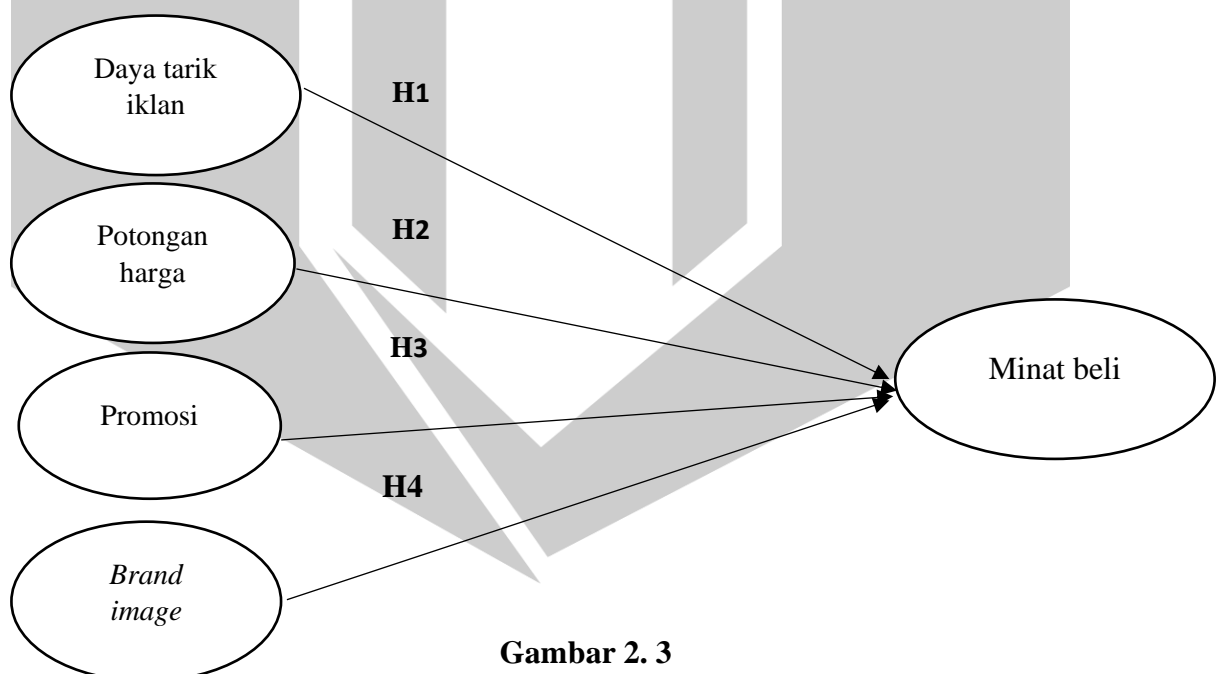 Daya tarik
iklan
H1
Potongan
harga
H2
H3
Minat beli
Promosi
H4
Brand
image
Gambar 2. 3